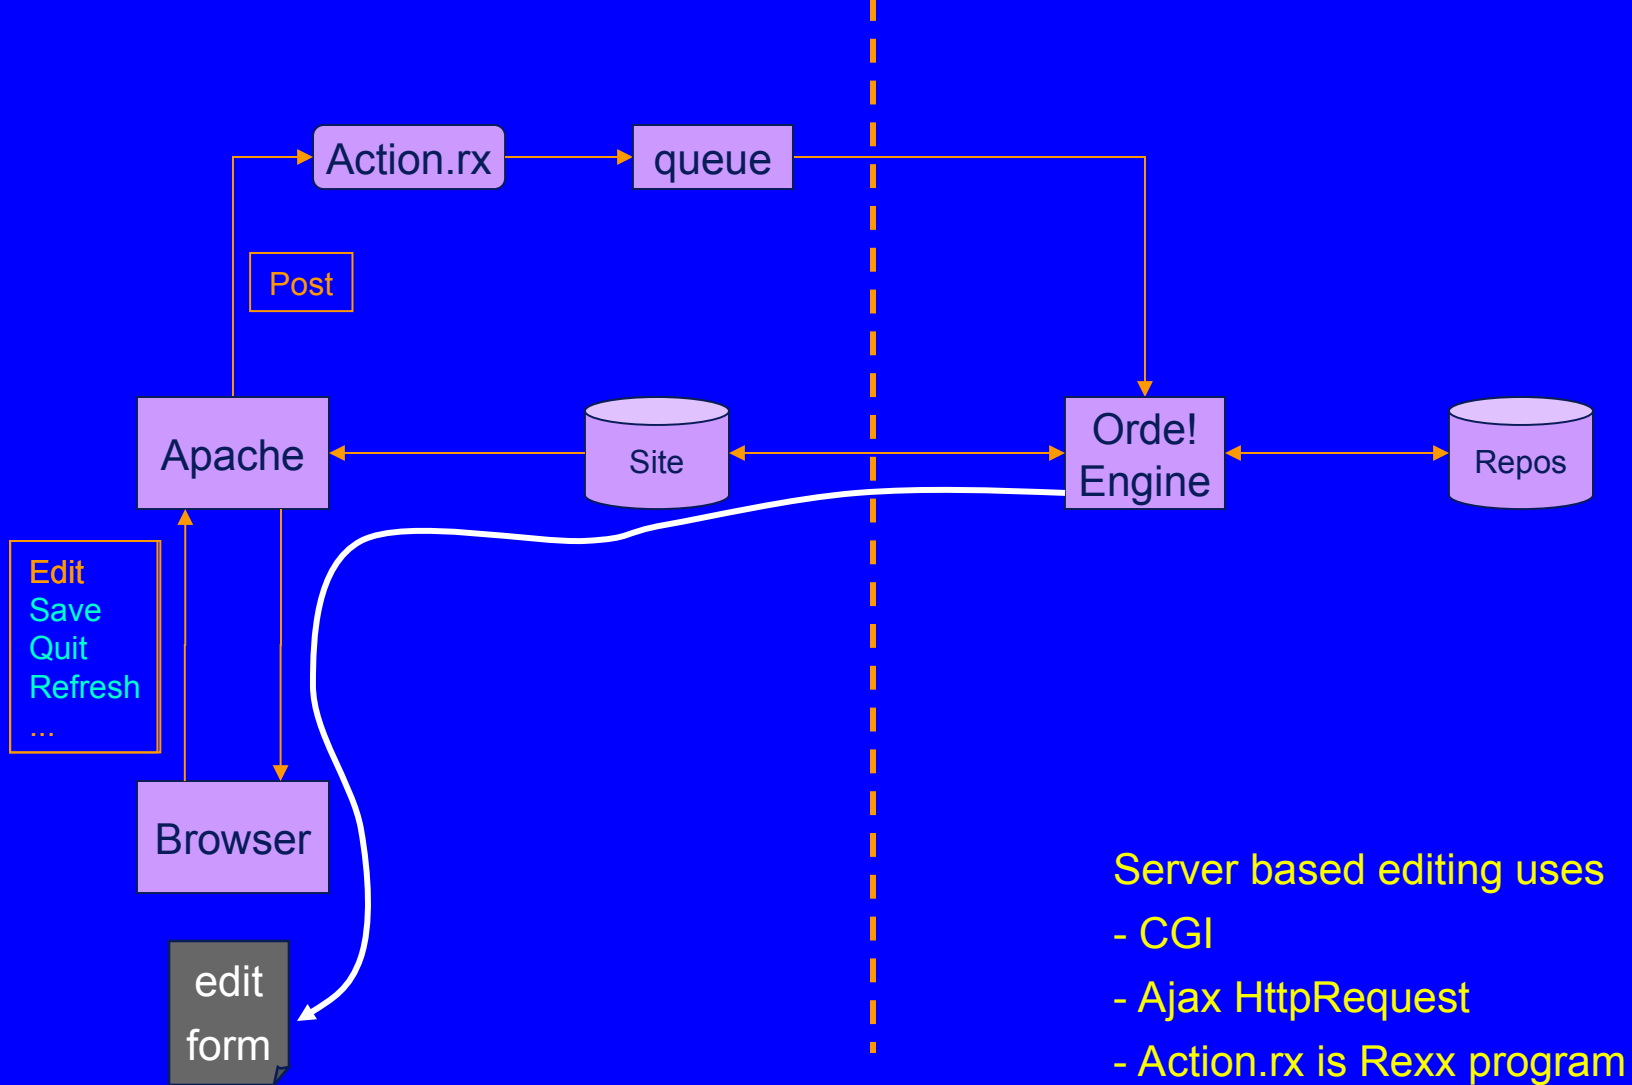 Action.rx
queue
Post
Apache
Site
Orde!
Engine
Repos
Edit
Save
Quit
Refresh
...
Browser
edit
form
Server based editing uses
- CGI
- Ajax HttpRequest
- Action.rx is Rexx program